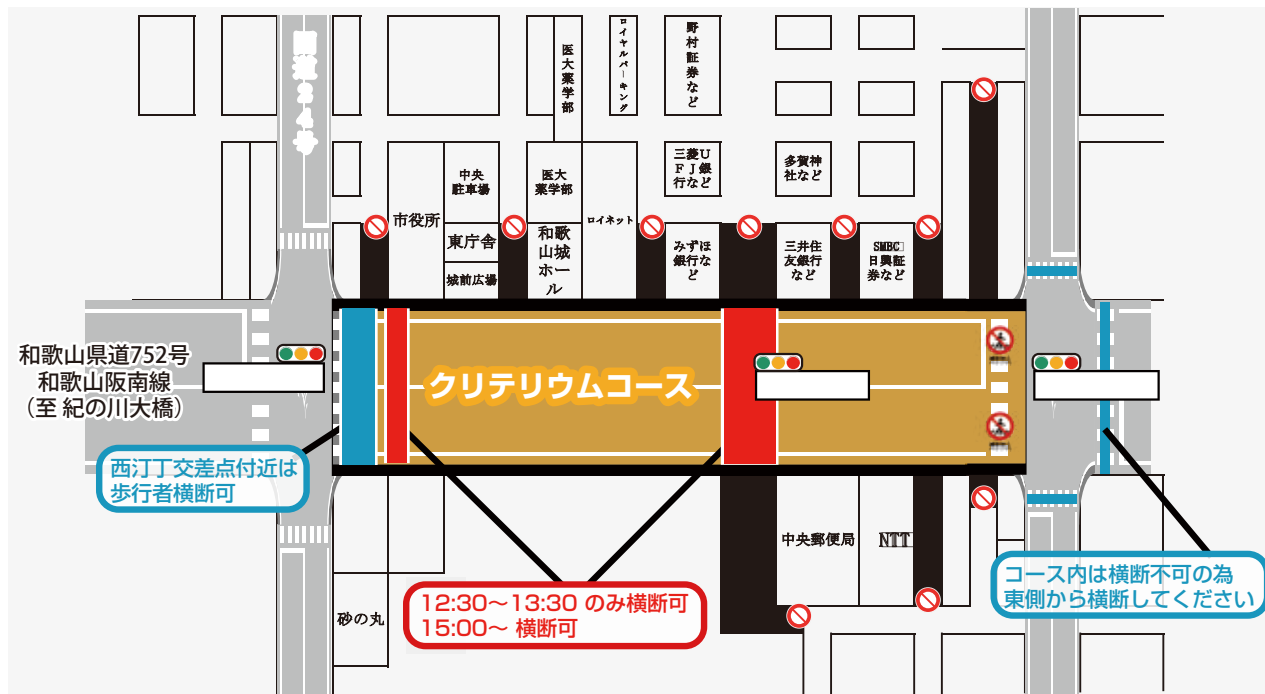 国道24号
医大薬学部
ロイヤルパーキング
野村証券など
中央
駐車場
医大
薬学部
三菱U
FJ銀
行など
多賀神
社など
市役所
東庁舎
城前広場
和歌
山城
ホー
ル
ロイネット
みずほ
銀行な
ど
三井住
友銀行
など
SMBC
日興証
券など
和歌山県道752号
和歌山阪南線
(至 紀の川大橋)
クリテリウムコース
西汀丁交差点付近は
歩行者横断可
中央郵便局
NTT
コース内は横断不可の為
東側から横断してください
12:30〜13:30 のみ横断可
15:00〜 横断可
砂の丸